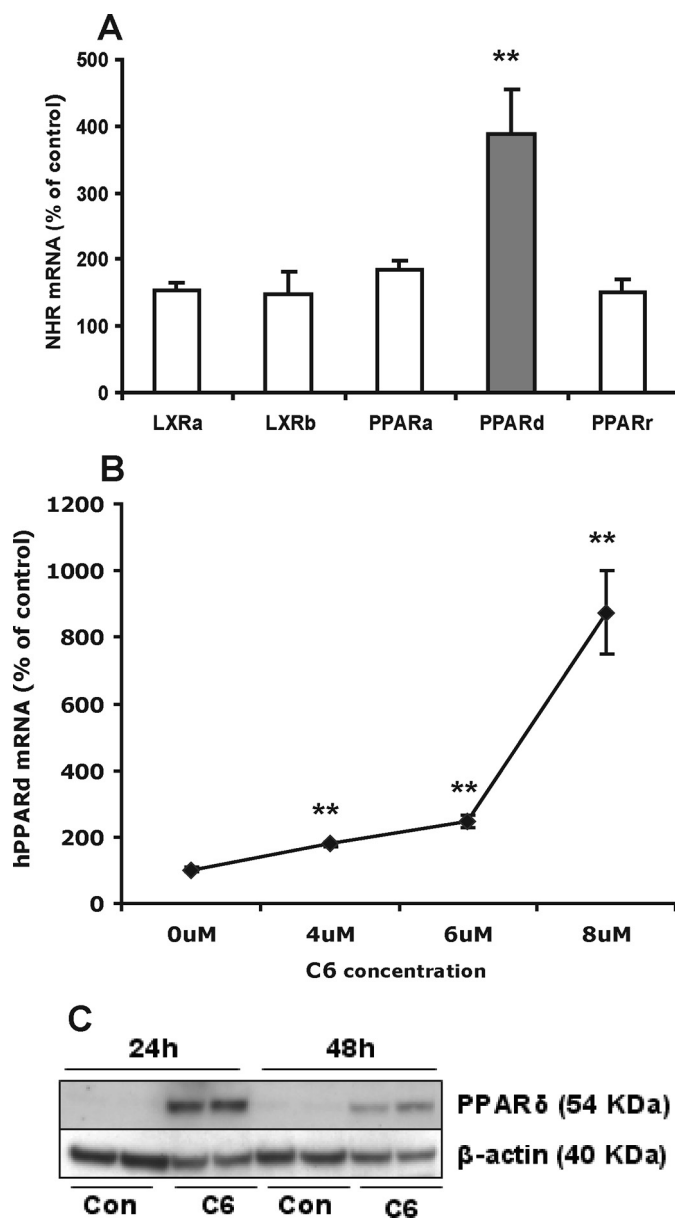 A
NHR mRNA (% of control)
500
400
300
200
100
0
**
LXRa LXRb PPARa PPARd PPARr
B
hPPARd mRNA (% of control)
1200
1000
800
600
400
200
0
**
**
**
0uM 4uM 6uM 8uM
C6 concentration
C
24h 48h
PPARδ (54 KDa)
β-actin (40 KDa)
Con C6 Con C6